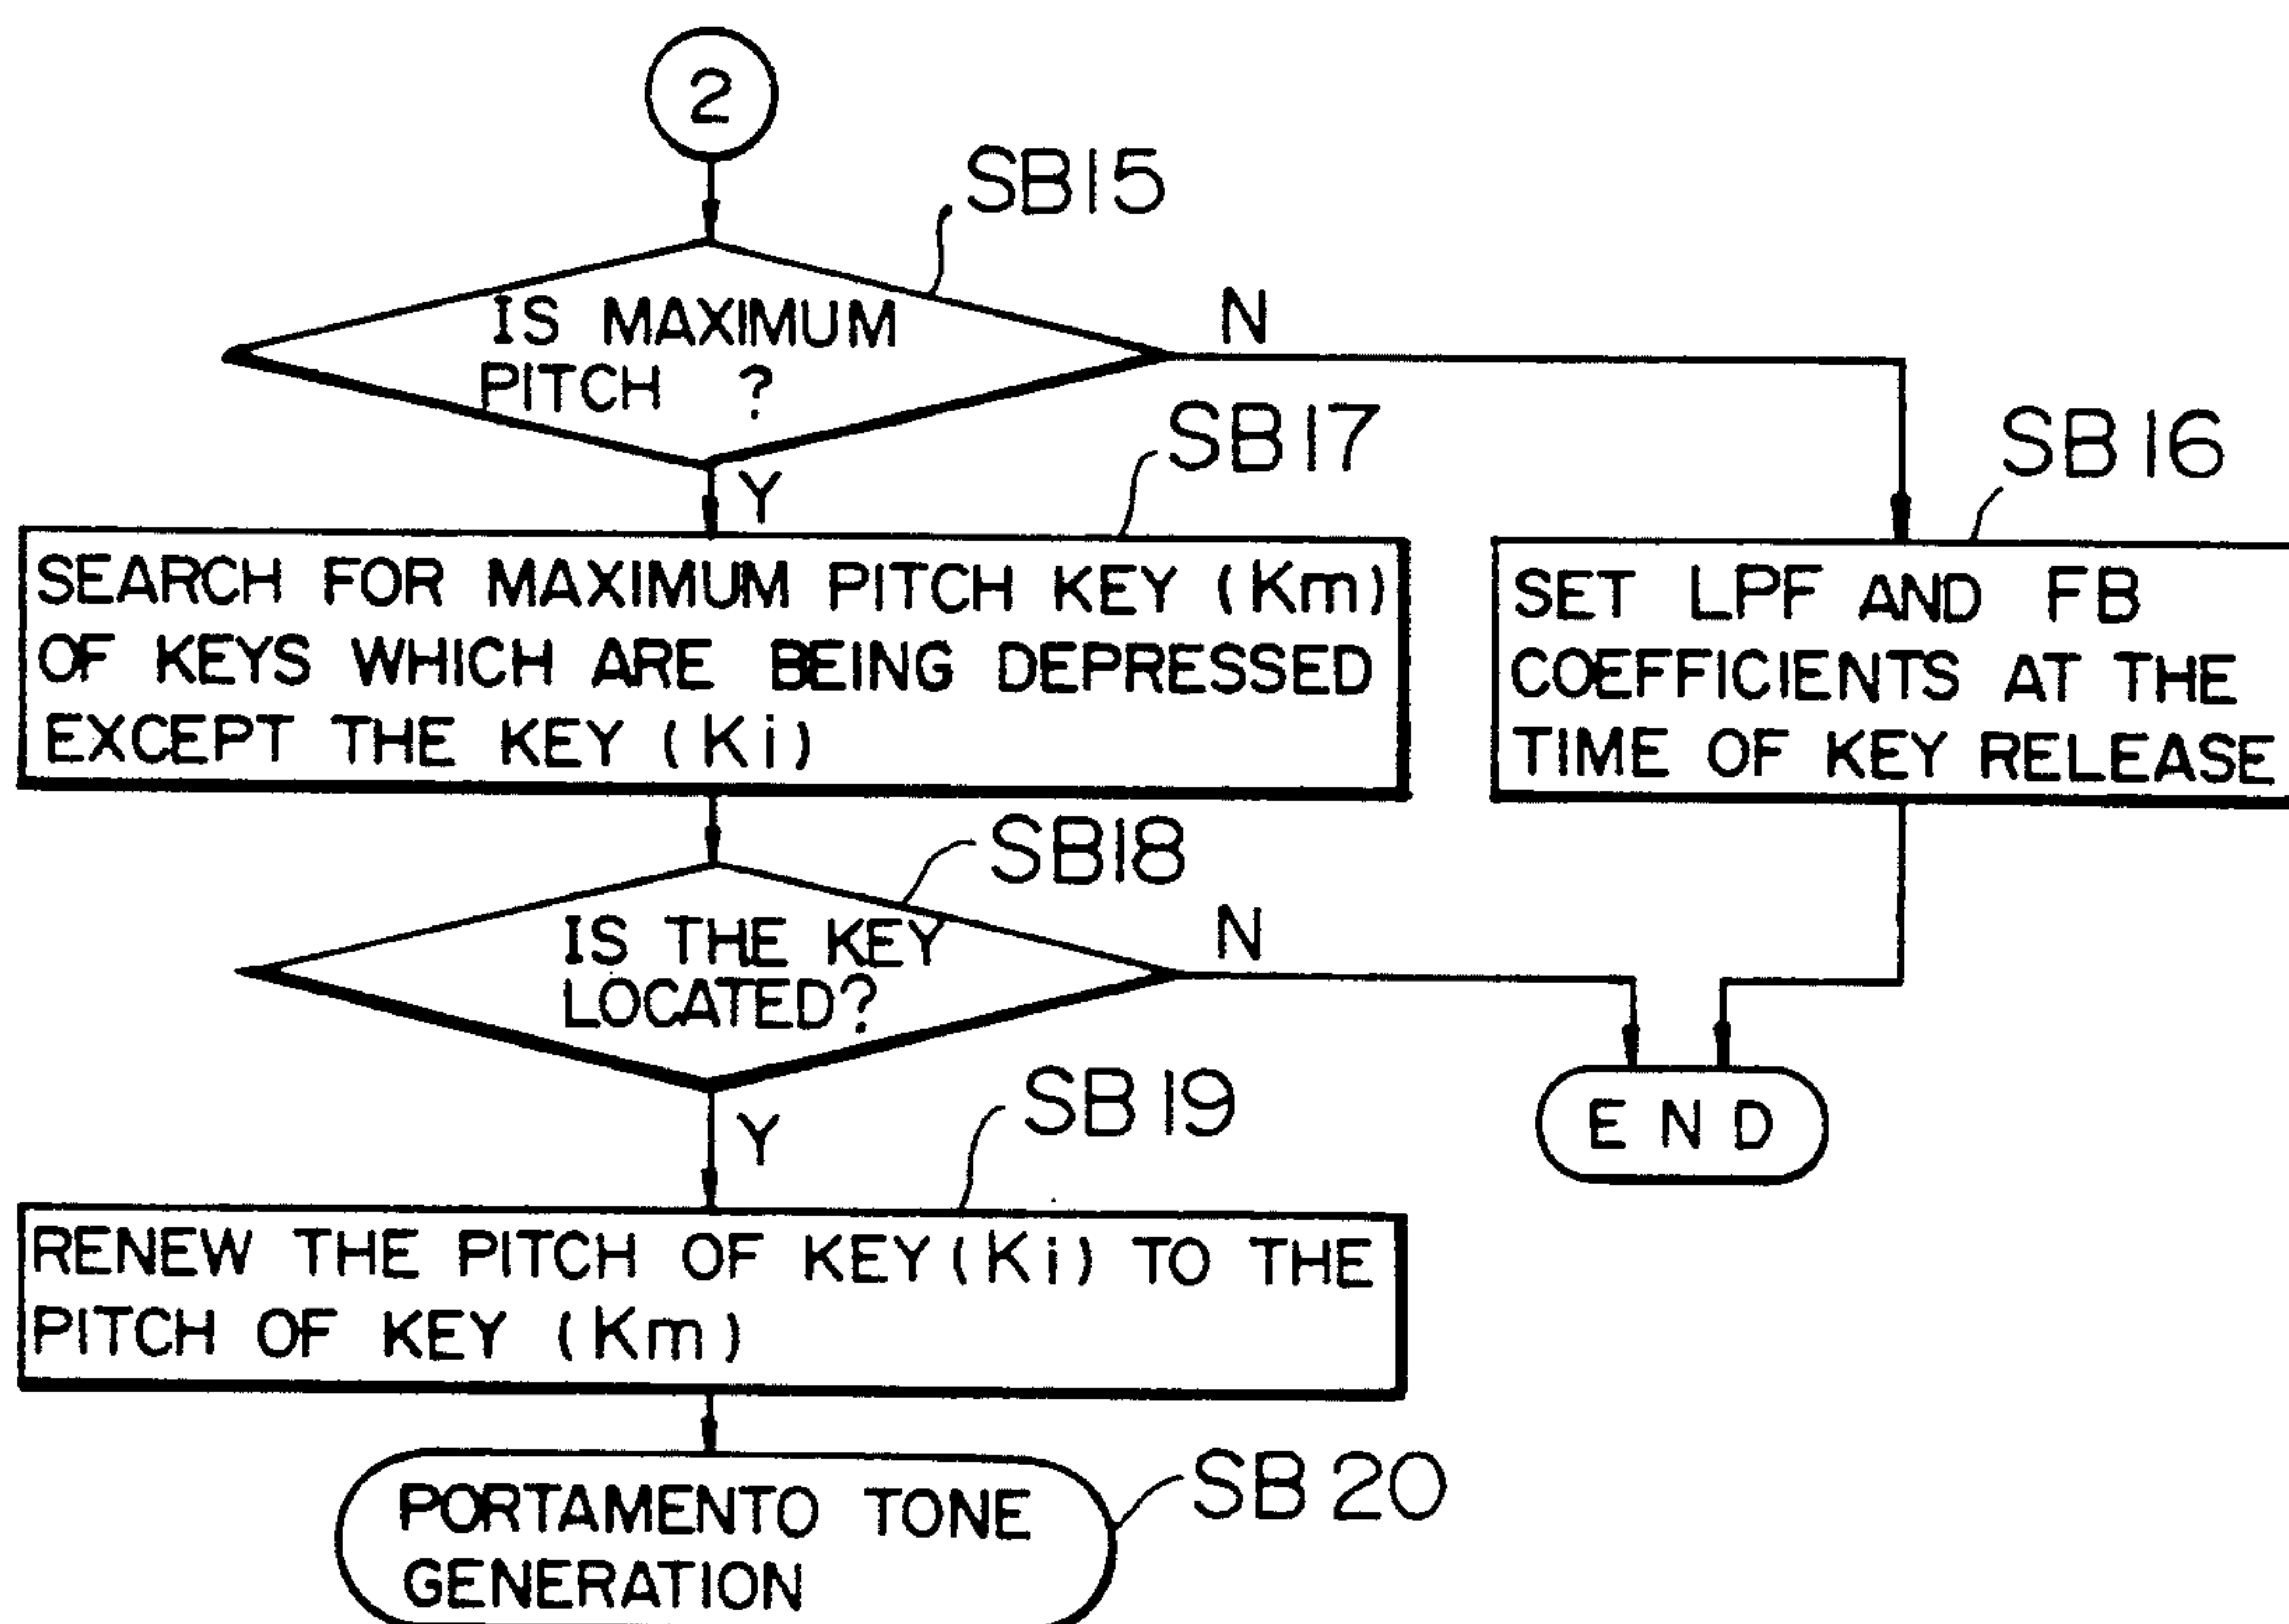 2
SB15
IS MAXIMUM
PITCH ?
N
Y
SB17
SEARCH FOR MAXIMUM PITCH KEY (Km)
OF KEYS WHICH ARE BEING DEPRESSED
EXCEPT THE KEY (Ki)
SB16
SET LPF AND FB
COEFFICIENTS AT THE
TIME OF KEY RELEASE
SB18
IS THE KEY
LOCATED?
N
Y
END
SB19
RENEW THE PITCH OF KEY(Ki) TO THE
PITCH OF KEY (Km)
SB20
PORTAMENTO TONE
GENERATION